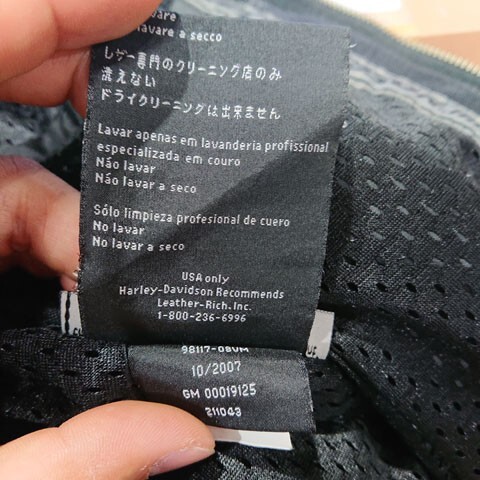 lavare a secco
レザー専門のクリーニング店のみ
洗えない
ドライクリーニングは出来ません
Lavar apenas em lavanderia profissional
especializada em couro
Não lavar
Não lavar a seco
Sólo limpieza profesional de cuero
No lavar
No lavar a seco
USA only
Harley-Davidson Recommends
Leather-Rich.Inc.
1-800-236-6996
98117-08VM
10/2007
GM 00019125
211043